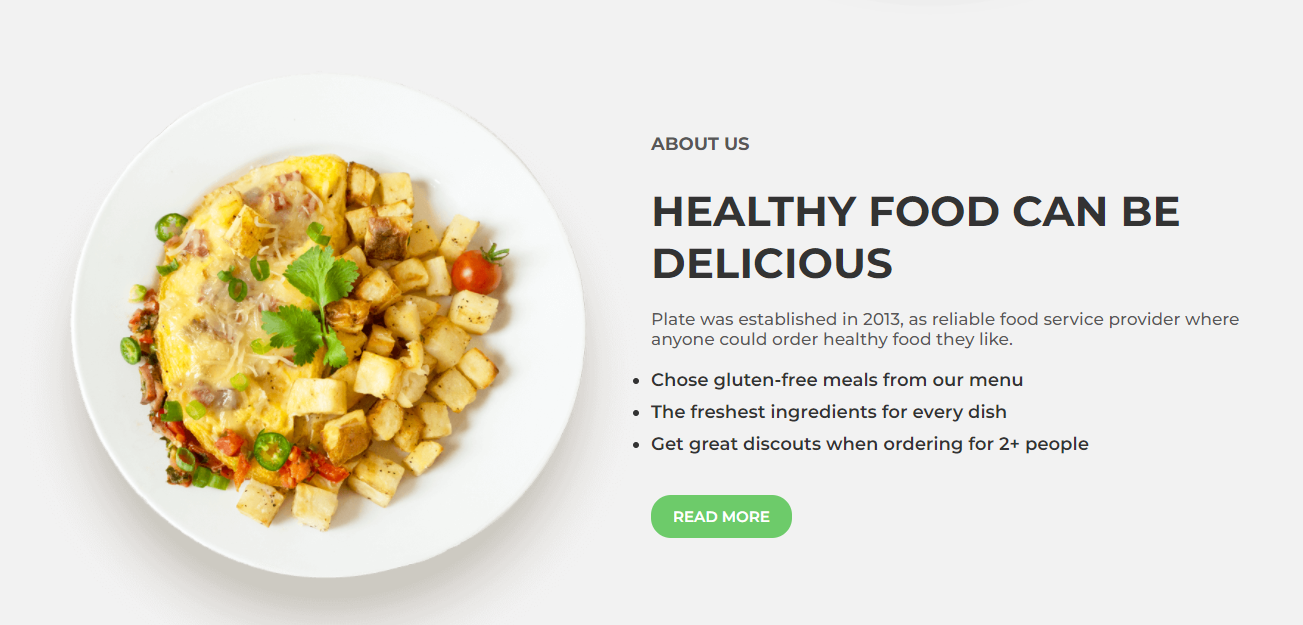 ABOUT US
HEALTHY FOOD CAN BE
DELICIOUS
Plate was established in 2013, as reliable food service provider where
anyone could order healthy food they like.
Chose gluten-free meals from our menu
The freshest ingredients for every dish
Get great discouts when ordering for 2+ people
READ MORE